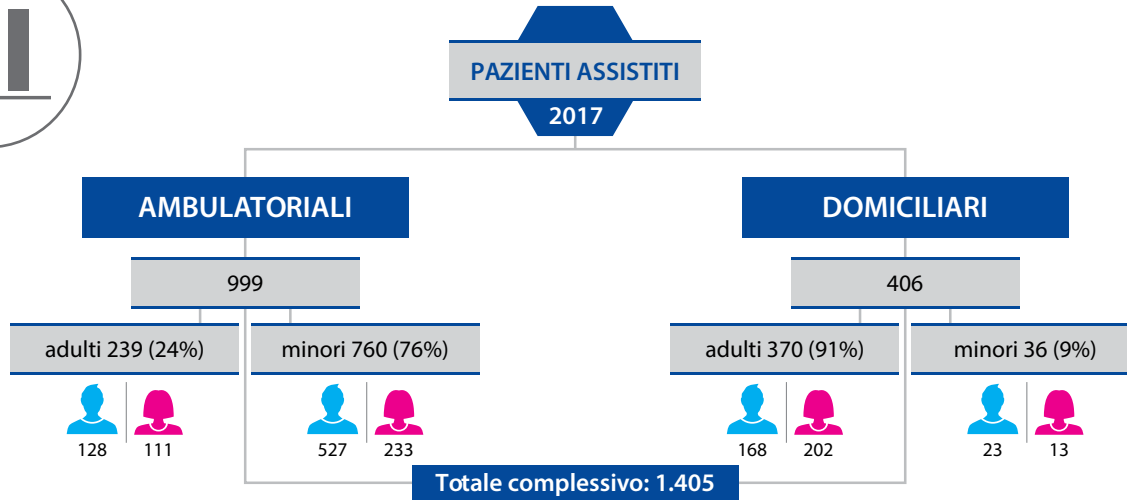 PAZIENTI ASSISTITI
2017
AMBULATORIALI
DOMICILIARI
999
406
adulti 239 (24%)
minori 760 (76%)
adulti 370 (91%)
minori 36 (9%)
128
111
527
233
168
202
23
13
Totale complessivo: 1.405